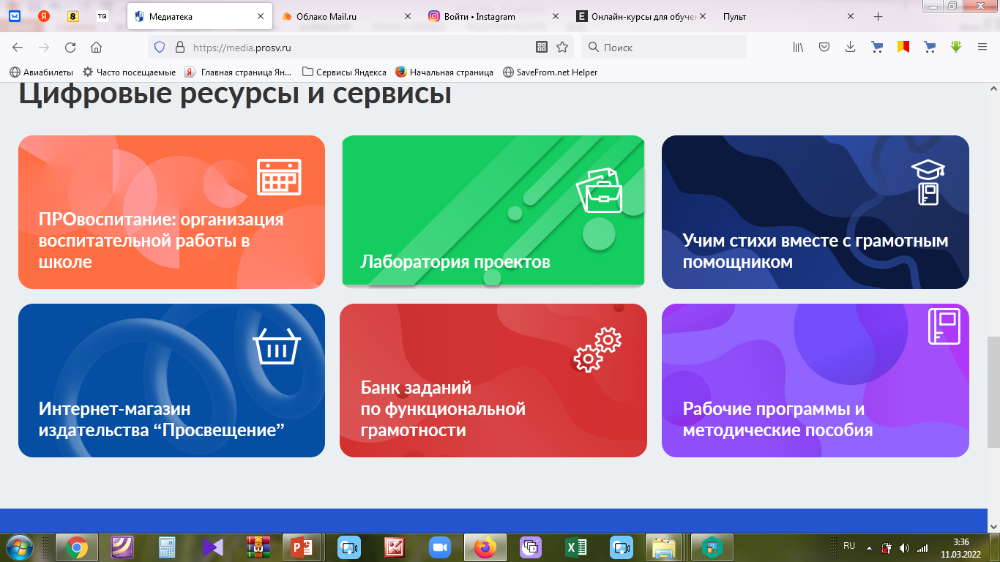 8
TQ
Медиатека
Облако Mail.ru
Войти • Instagram
E
Онлайн-курсы для обучен
Пульт
https://media.prosv.ru
Поиск
Авиабилеты
Часто посещаемые
Я
Главная страница Ян...
Сервисы Яндекса
Начальная страница
SaveFrom.net Helper
Цифровые ресурсы и сервисы
ПРОвоспитание: организация
воспитательной работы в
школе
Лаборатория проектов
Учим стихи вместе с грамотным
помощником
Интернет-магазин
издательства “Просвещение”
Банк заданий
по функциональной
грамотности
Рабочие программы и
методические пособия
RU
3:36
11.03.2022